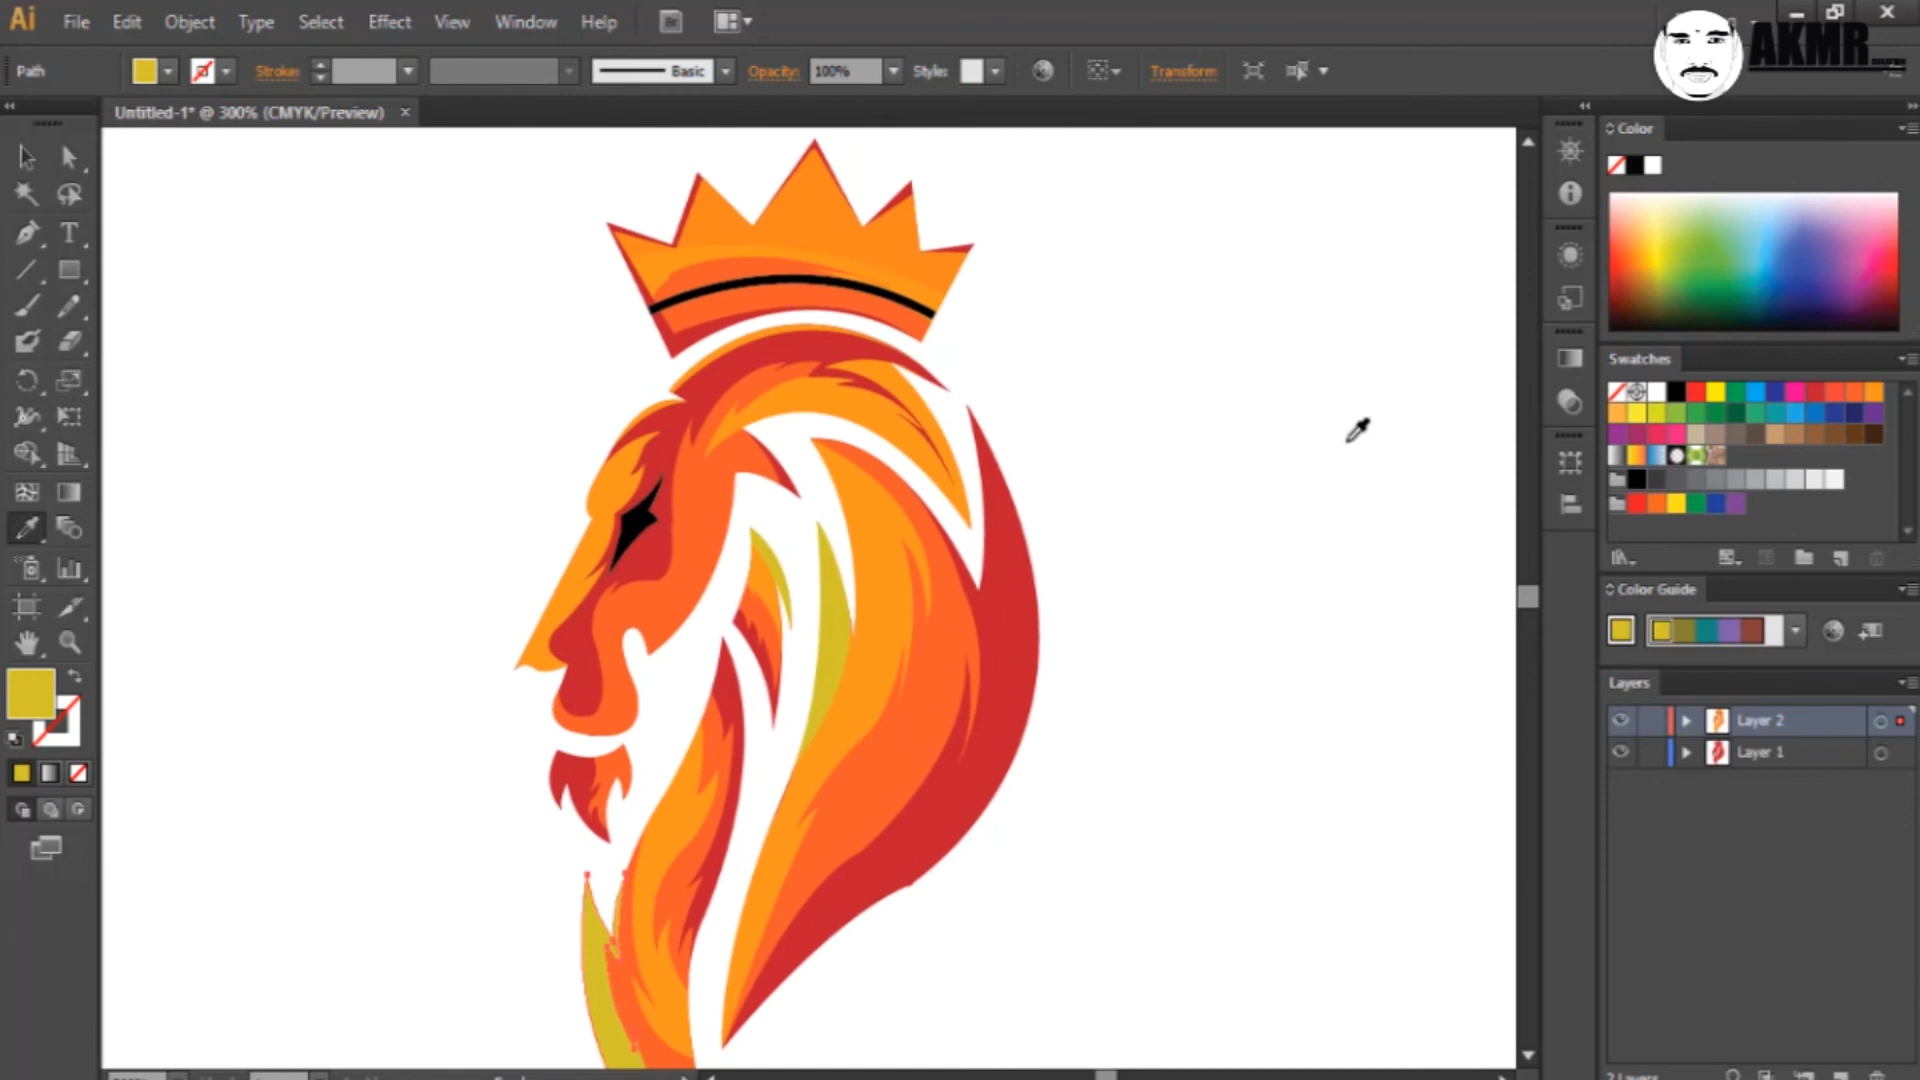 Ai File Edit Object Type Select Effect View Window Help
AKMR
Path Stroke: Basic Opacity: 100% Style: Transform
Untitled-1* @ 300% (CMYK/Preview) ×
Color
Swatches
Color Guide
Layers
Layer 2
Layer 1